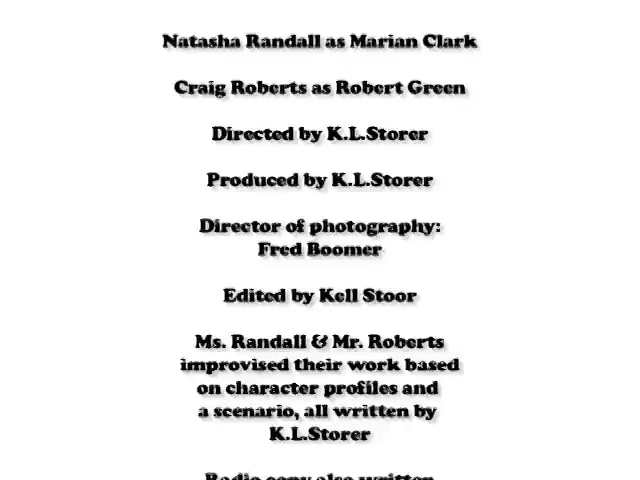 Natasha Randall as Marian Clark
Craig Roberts as Robert Green
Directed by K.L.Storer
Produced by K.L.Storer
Director of photography:
Fred Boomer
Edited by Kell Stoor
Ms. Randall & Mr. Roberts
improvised their work based
on character profiles and
a scenario, all written by
K.L.Storer
Radio copy also written